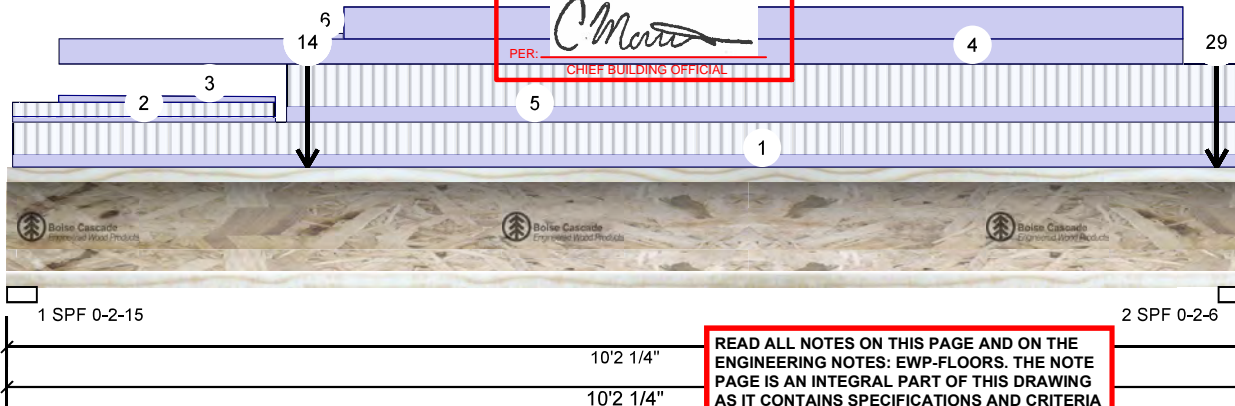 6
14
4
29
PER:
CHIEF BUILDING OFFICIAL
3
2
5
1
Boise Cascade
Engineered Wood Products
Boise Cascade
Engineered Wood Products
Boise Cascade
Engineered Wood Products
1 SPF 0-2-15
2 SPF 0-2-6
10'2 1/4"
10'2 1/4"
READ ALL NOTES ON THIS PAGE AND ON THE
ENGINEERING NOTES: EWP-FLOORS. THE NOTE
PAGE IS AN INTEGRAL PART OF THIS DRAWING
AS IT CONTAINS SPECIFICATIONS AND CRITERIA